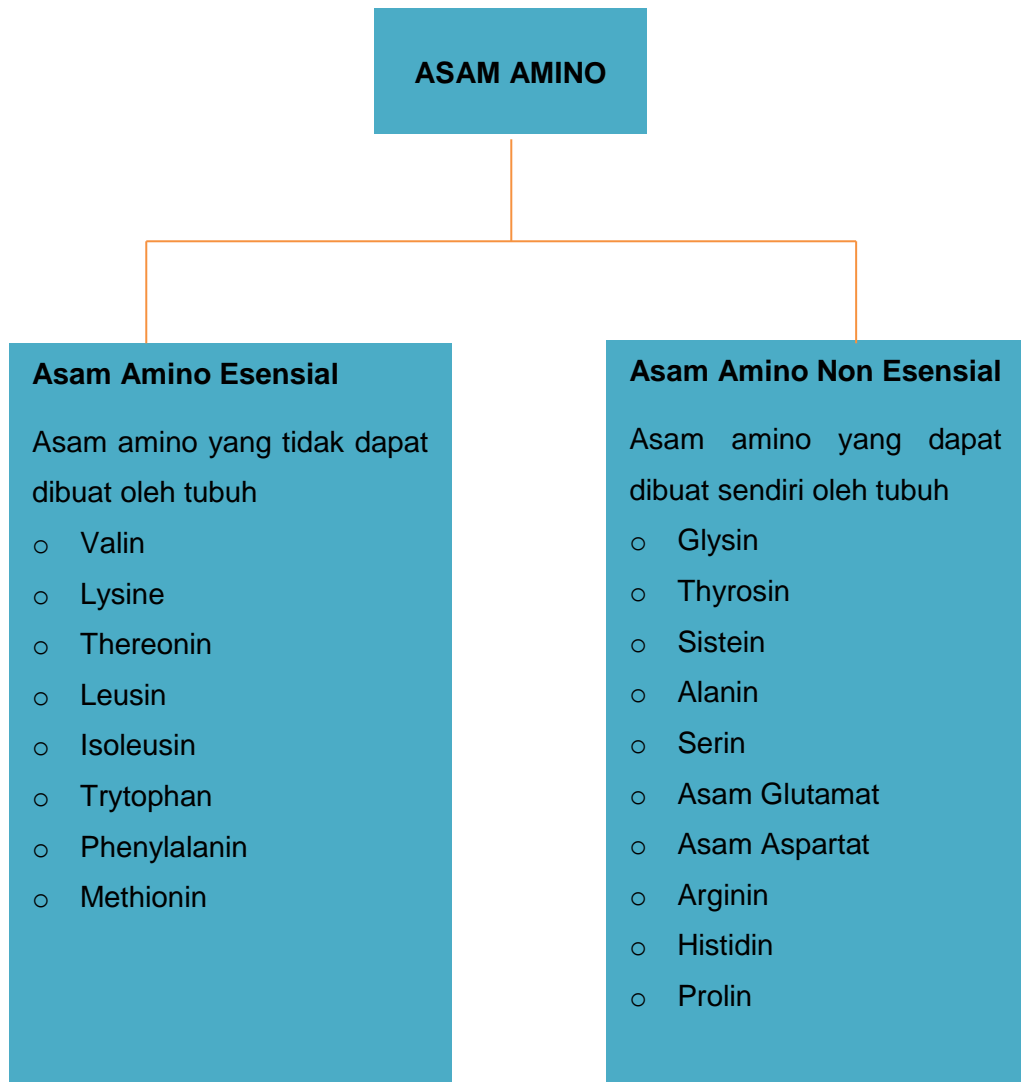 ASAM AMINO
Asam Amino Esensial
Asam amino yang tidak dapat
dibuat oleh tubuh
o Valin
o Lysine
o Thereonin
o Leusin
o Isoleusin
o Trytophan
o Phenylalanin
o Methionin
Asam Amino Non Esensial
Asam amino yang dapat
dibuat sendiri oleh tubuh
o Glysin
o Thyrosin
o Sistein
o Alanin
o Serin
o Asam Glutamat
o Asam Aspartat
o Arginin
o Histidin
o Prolin